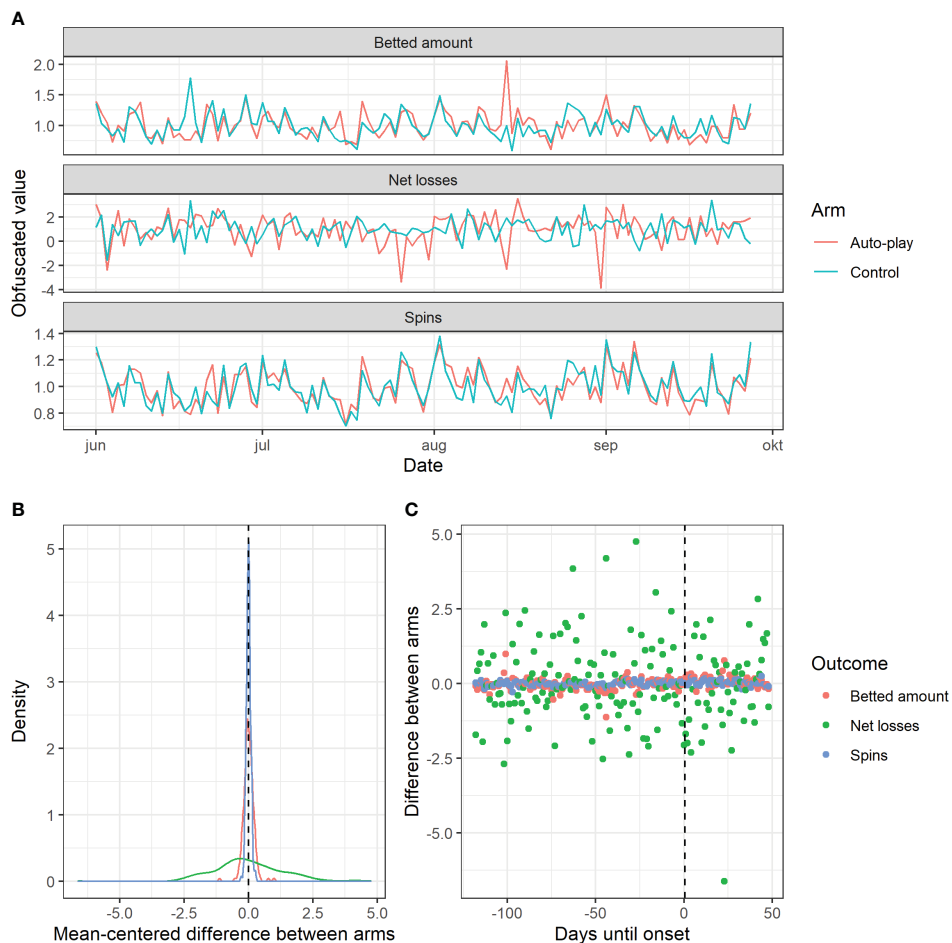 A
Betted amount
2.0
1.5
1.0
Net losses
2
0
-2
-4
Spins
1.4
1.2
1.0
0.8
Obfuscated value
jun
jul
aug
sep
okt
Date
Arm
Auto-play
Control
B
5
4
3
2
1
0
Density
-5.0
-2.5
0.0
2.5
5.0
Mean-centered difference between arms
C
5.0
2.5
0.0
-2.5
-5.0
Difference between arms
-100
-50
0
50
Days until onset
Outcome
Betted amount
Net losses
Spins